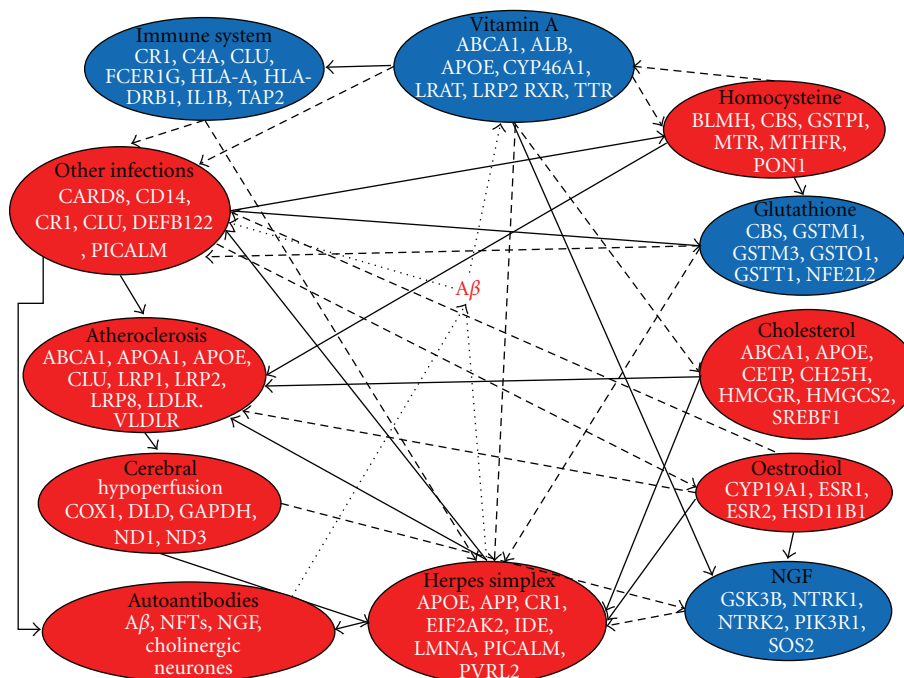 Immune system
CR1, C4A, CLU,
FCER1G, HLA-A, HLA-
DRB1, IL1B, TAP2
Vitamin A
ABCA1, ALB,
APOE, CYP46A1,
LRAT, LRP2 RXR, TTR
Homocysteine
BLMH, CBS, GSTPI,
MTR, MTHFR,
PON1
Other infections
CARD8, CD14,
CR1, CLU, DEFB122
, PICALM
Glutathione
CBS, GSTM1,
GSTM3, GSTO1,
GSTT1, NFE2L2
Aβ
Atheroclerosis
ABCA1, APOA1, APOE,
CLU, LRP1, LRP2,
LRP8, LDLR.
VLDLR
Cholesterol
ABCA1, APOE,
CETP, CH25H,
HMCGR, HMGCS2,
SREBF1
Cerebral
hypoperfusion
COX1, DLD, GAPDH,
ND1, ND3
Oestrodiol
CYP19A1, ESR1,
ESR2, HSD11B1
Autoantibodies
Aβ, NFTs, NGF,
cholinergic
neurones
Herpes simplex
APOE, APP, CR1,
EIF2AK2, IDE,
LMNA, PICALM,
PVRL2
NGF
GSK3B, NTRK1,
NTRK2, PIK3R1,
SOS2